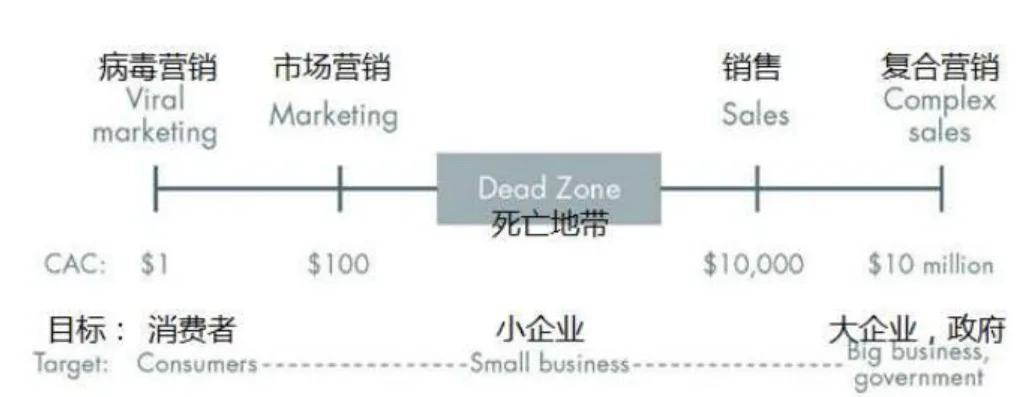 病毒营销 市场营销 销售 复合营销
Viral marketing Marketing Sales Complex sales
Dead Zone
死亡地带
CAC: $1 $100 $10,000 $10 million
目标： 消费者 小企业 大企业，政府
Target: Consumers Small business Big business, government